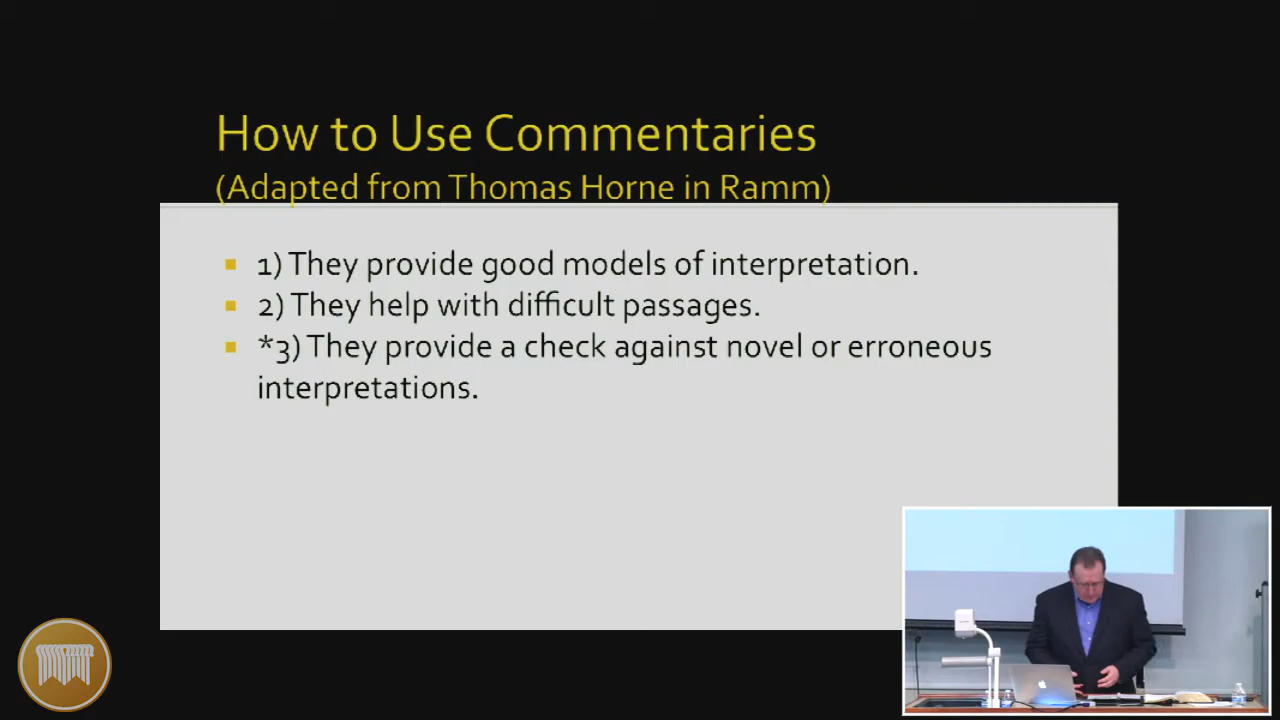 How to Use Commentaries
(Adapted from Thomas Horne in Ramm)
1) They provide good models of interpretation.
2) They help with difficult passages.
*3) They provide a check against novel or erroneous
interpretations.